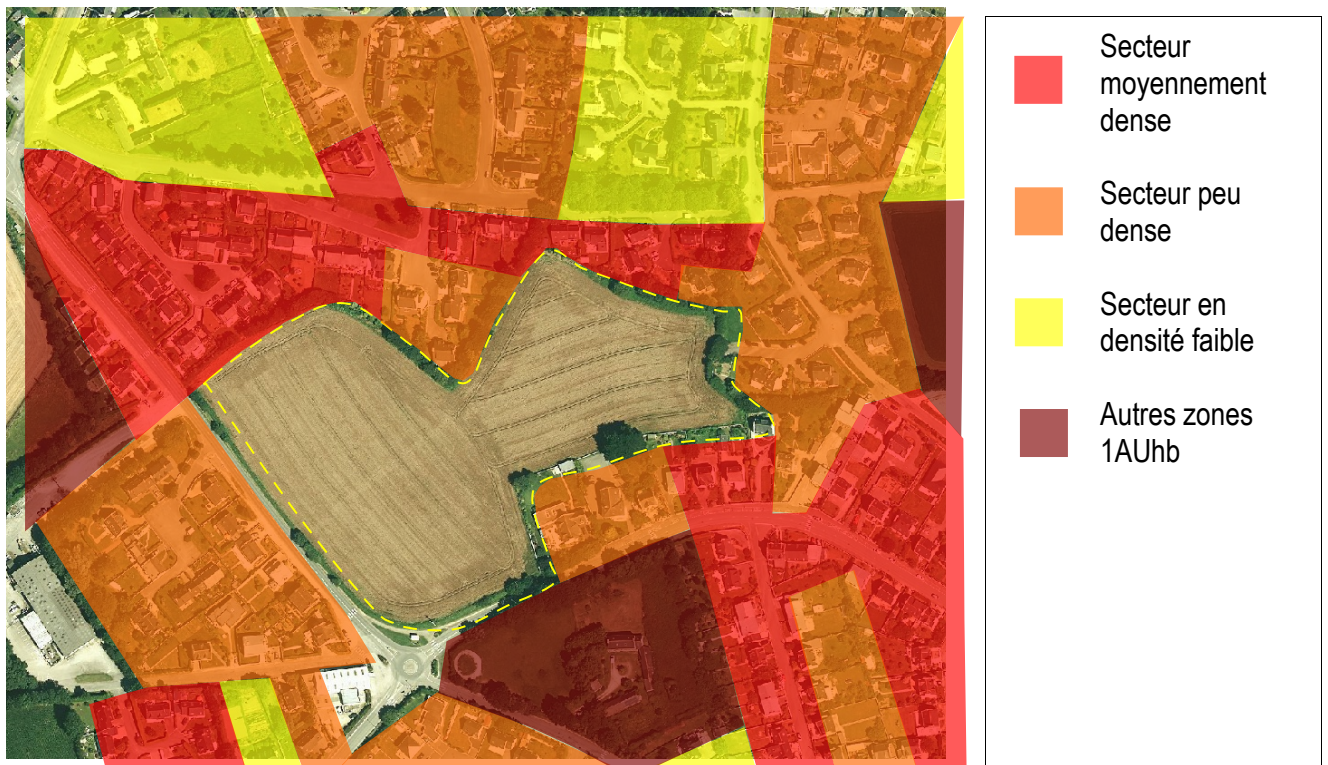 Secteur
moyennement
dense
Secteur peu
dense
Secteur en
densité faible
Autres zones
1AUhb